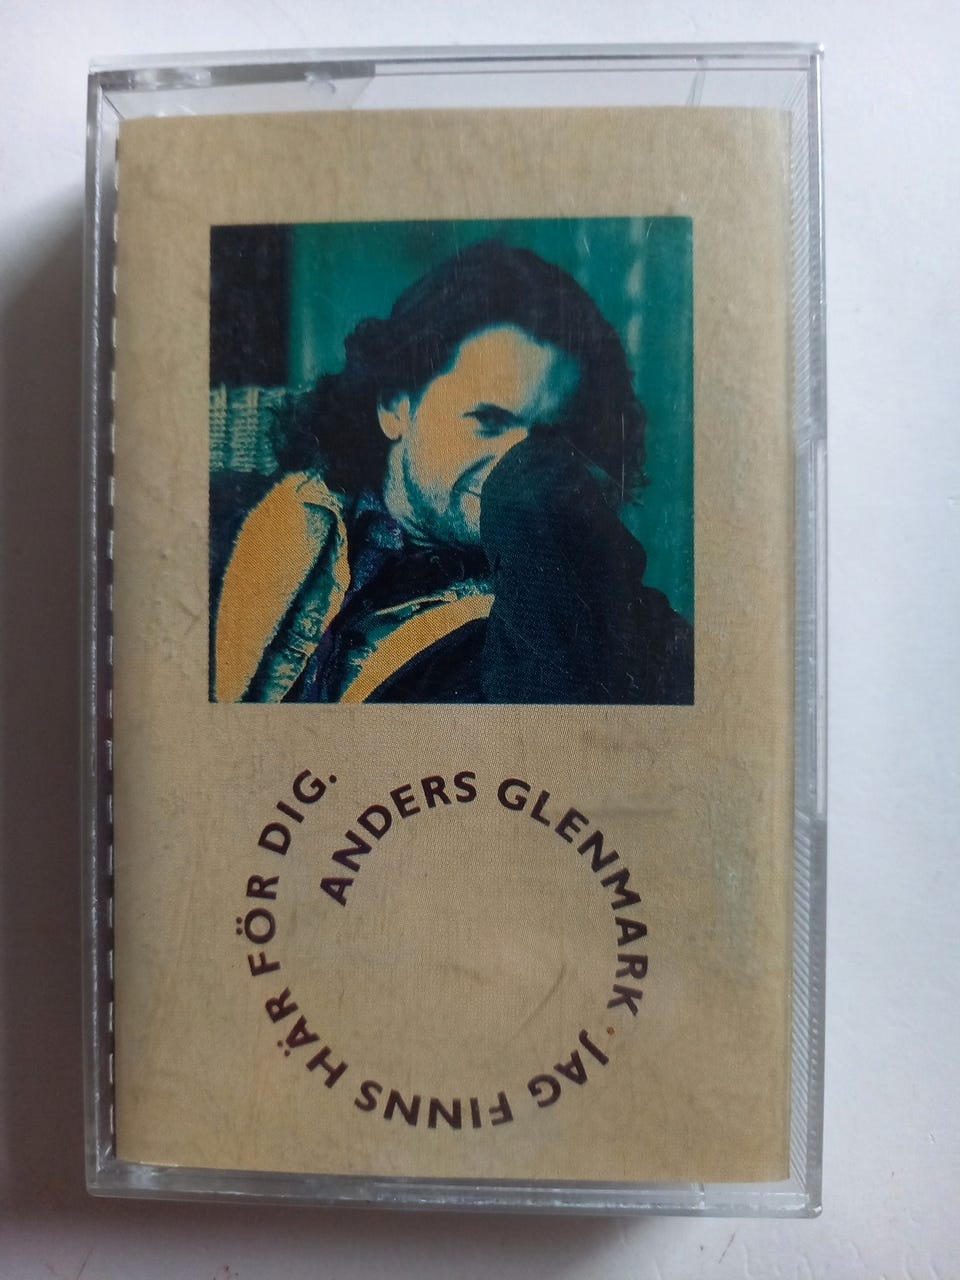 ANDERS GLENMARK · JAG FINNS HÄR FÖR DIG.